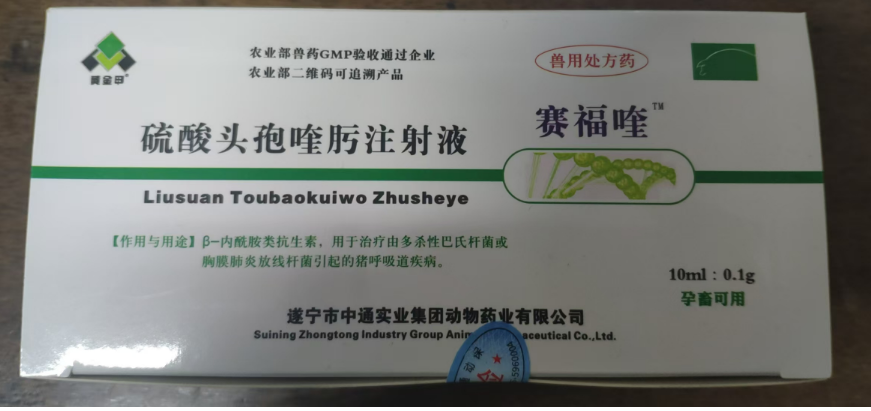 黄金甲®
农业部兽药GMP验收通过企业
农业部二维码可追溯产品
兽用处方药
赛福喹™
硫酸头孢喹肟注射液
Liusuan Toubaokuiwo Zhusheye
【作用与用途】β—内酰胺类抗生素，用于治疗由多杀性巴氏杆菌或
胸膜肺炎放线杆菌引起的猪呼吸道疾病。
10ml：0.1g
孕畜可用
遂宁市中通实业集团动物药业有限公司
Suining Zhongtong Industry Group
Co.,Ltd.